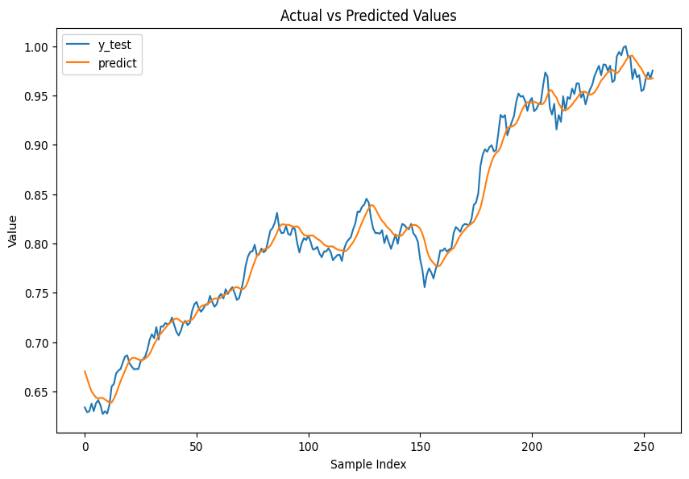 Actual vs Predicted Values
y_test
predict
1.00
0.95
0.90
0.85
0.80
0.75
0.70
0.65
Value
0 50 100 150 200 250
Sample Index